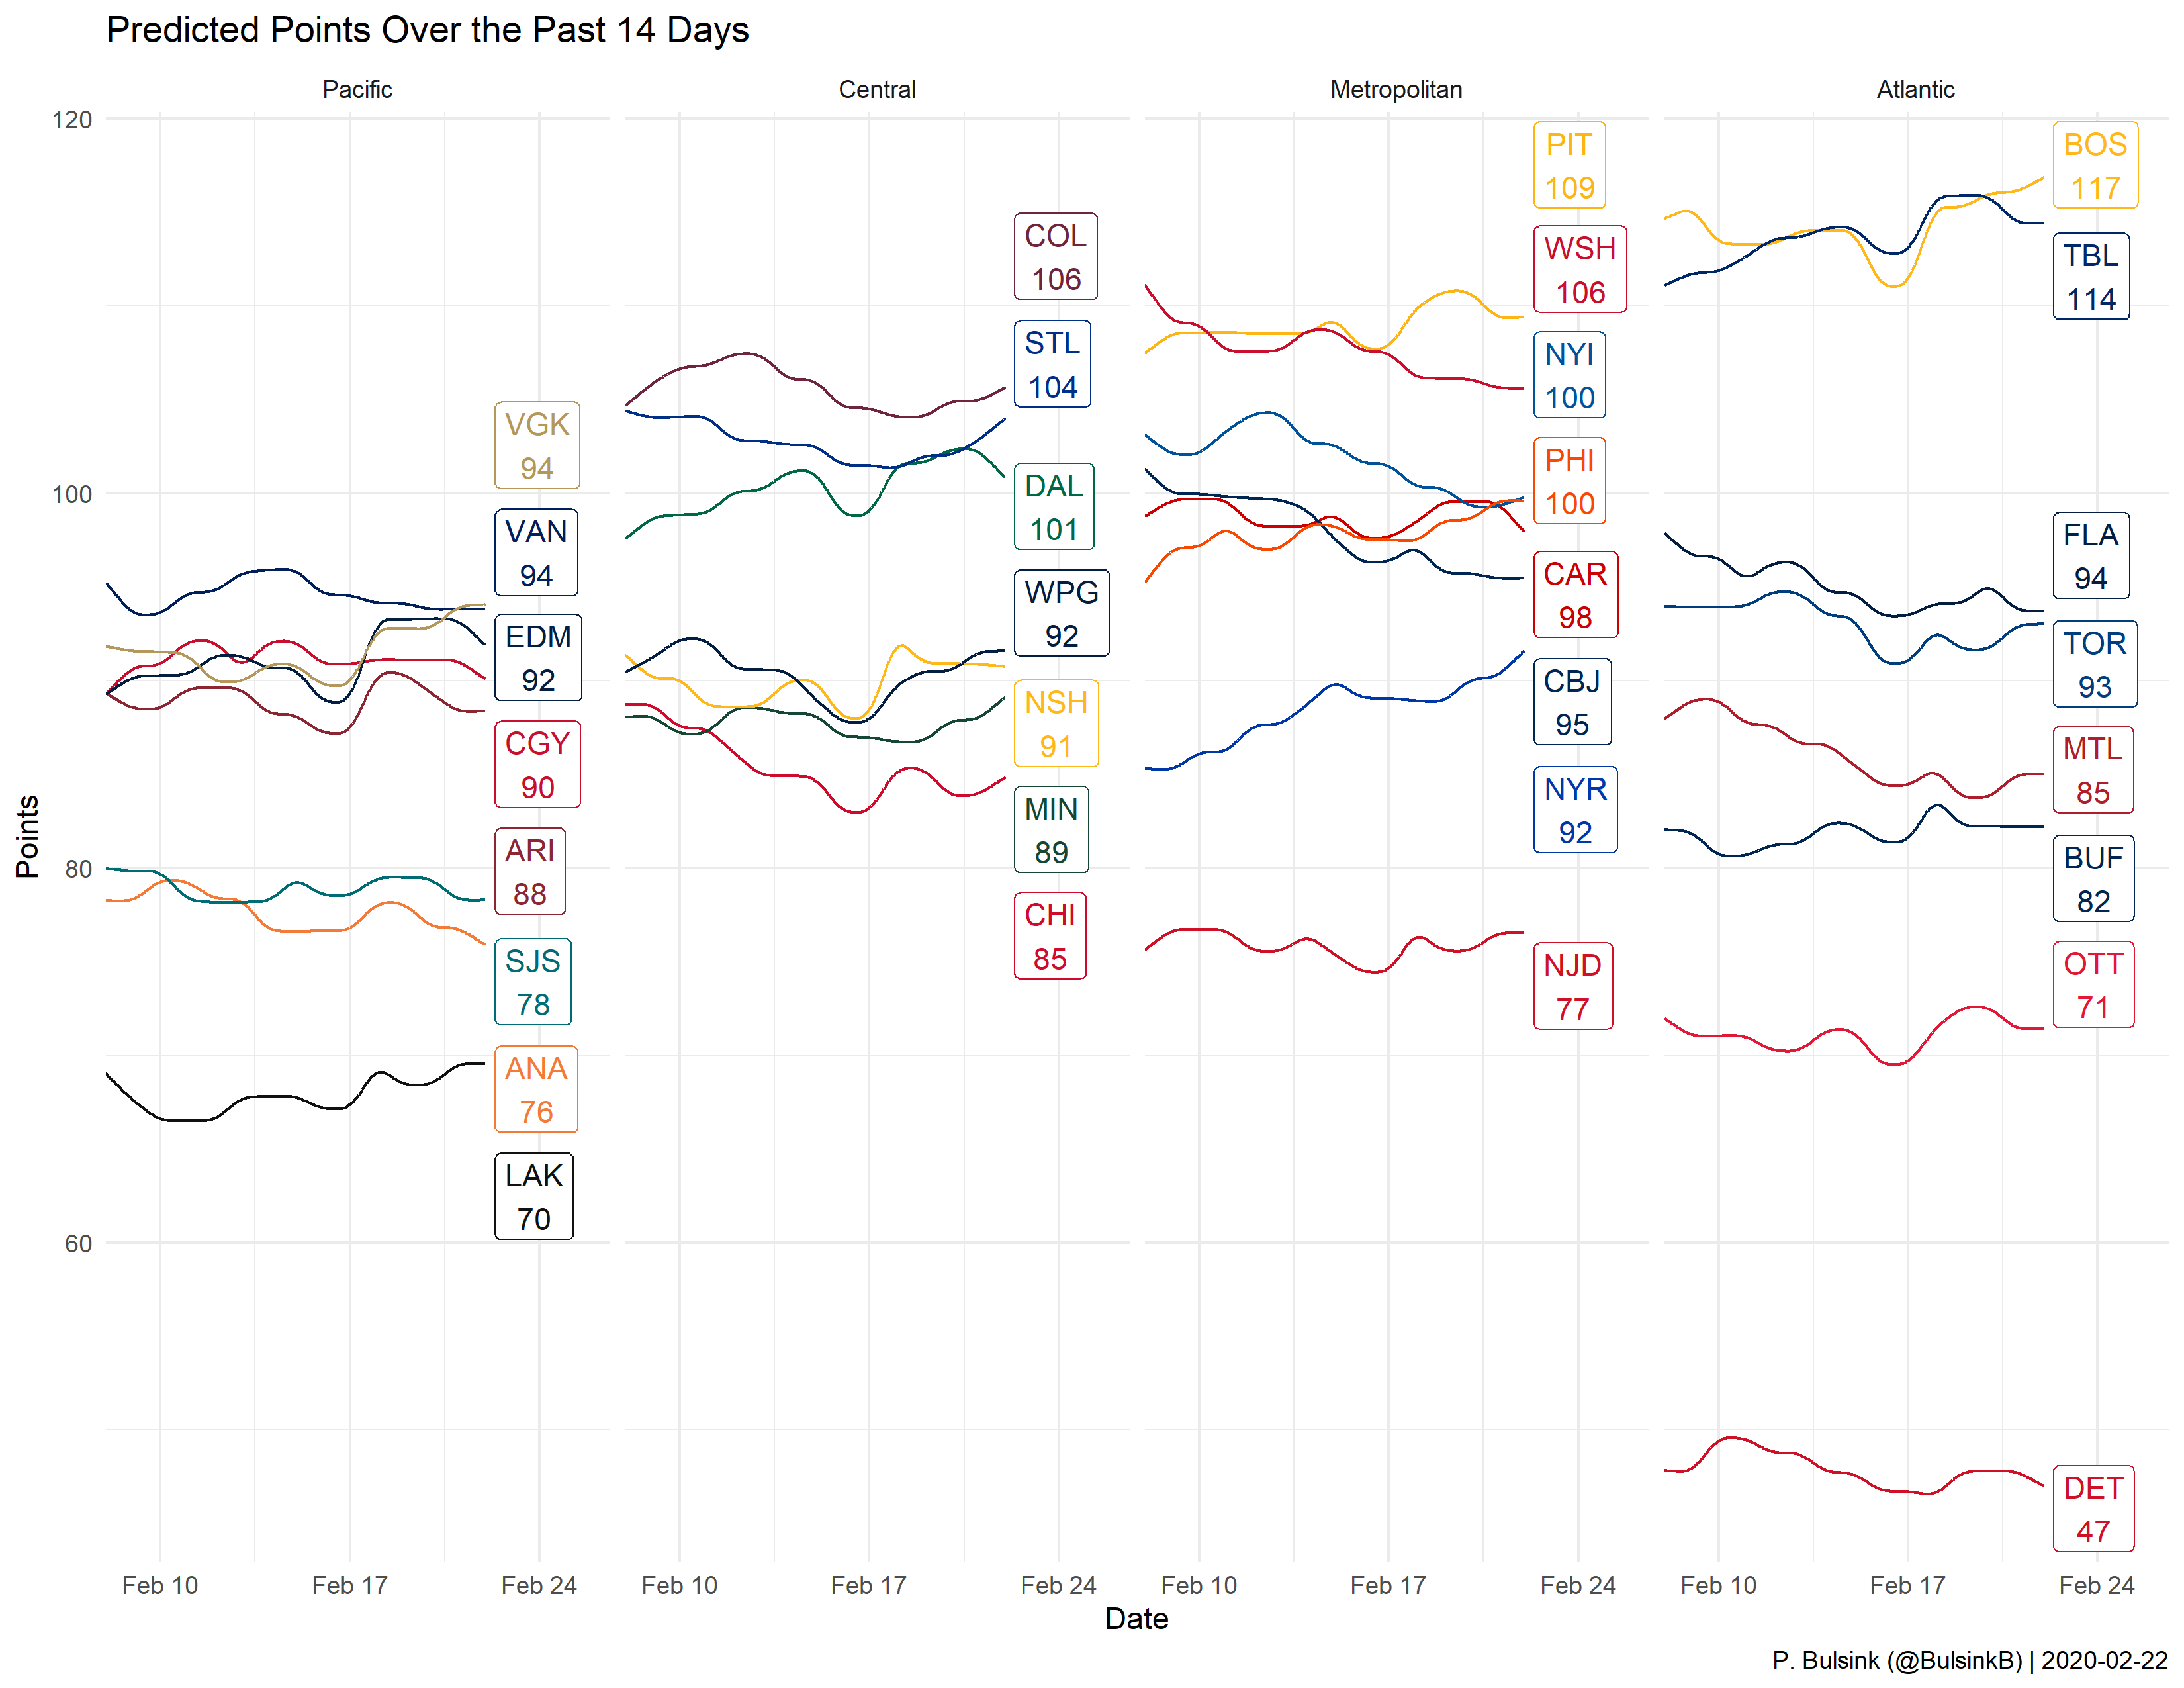 Predicted Points Over the Past 14 Days
Pacific
Central
Metropolitan
Atlantic
Points
120
100
80
60
VGK
94
VAN
94
EDM
92
CGY
90
ARI
88
SJS
78
ANA
76
LAK
70
COL
106
STL
104
DAL
101
WPG
92
NSH
91
MIN
89
CHI
85
PIT
109
WSH
106
NYI
100
PHI
100
CAR
98
CBJ
95
NYR
92
NJD
77
BOS
117
TBL
114
FLA
94
TOR
93
MTL
85
BUF
82
OTT
71
DET
47
Feb 10 Feb 17 Feb 24
Feb 10 Feb 17 Feb 24
Feb 10 Feb 17 Feb 24
Feb 10 Feb 17 Feb 24
Date
P. Bulsink (@BulsinkB) | 2020-02-22